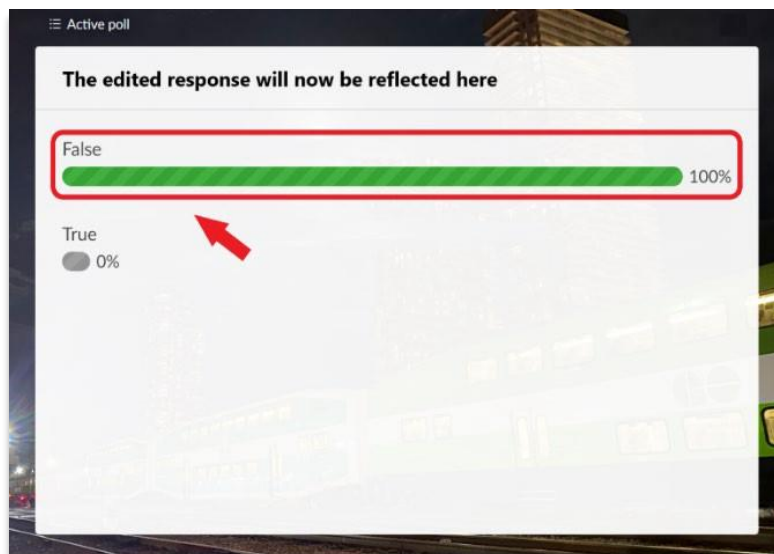 Active poll
The edited response will now be reflected here
False
100%
True
0%